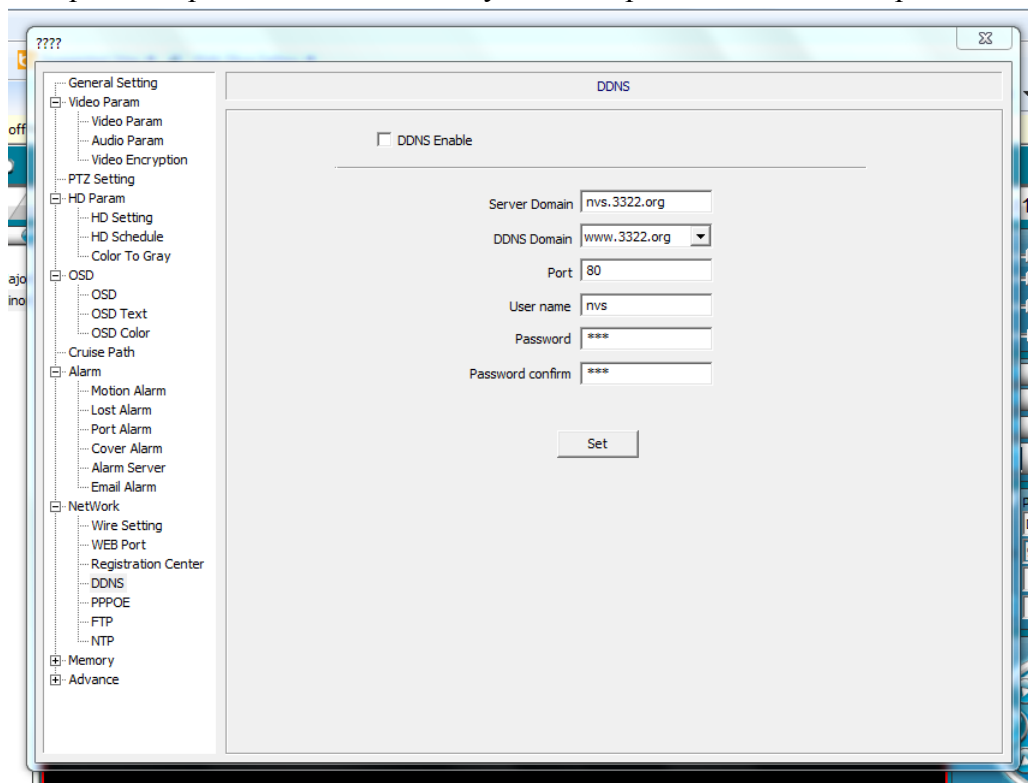 ????
General Setting
Video Param
Video Param
Audio Param
Video Encryption
PTZ Setting
HD Param
HD Setting
HD Schedule
Color To Gray
OSD
OSD
OSD Text
OSD Color
Cruise Path
Alarm
Motion Alarm
Lost Alarm
Port Alarm
Cover Alarm
Alarm Server
Email Alarm
NetWork
Wire Setting
WEB Port
Registration Center
DDNS
PPPOE
FTP
NTP
Memory
Advance
DDNS
DDNS Enable
Server Domain nvs.3322.org
DDNS Domain www.3322.org
Port 80
User name nvs
Password ***
Password confirm ***
Set
off
ajo
ino